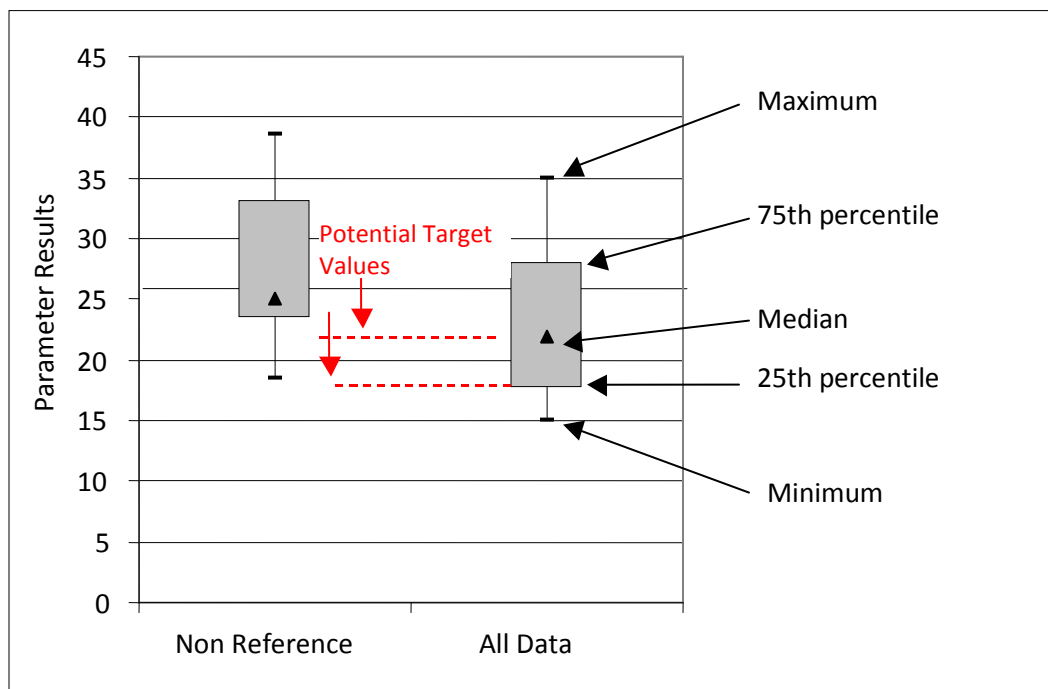 45
40
35
30
25
20
15
10
5
0
Parameter Results
Potential Target
Values
Non Reference
All Data
Maximum
75th percentile
Median
25th percentile
Minimum